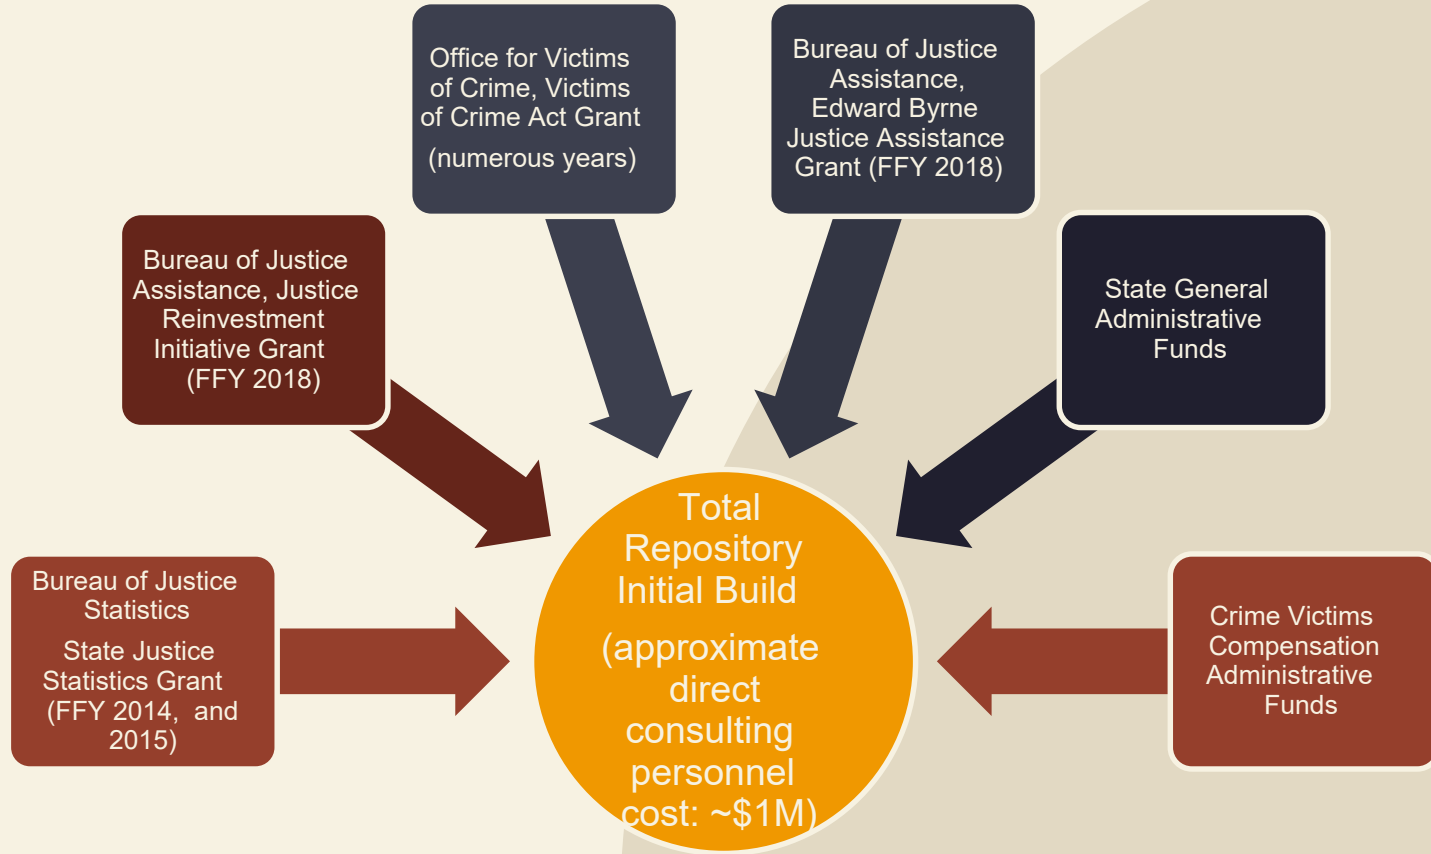 Office for Victims
of Crime, Victims
of Crime Act Grant
(numerous years)
Bureau of Justice
Assistance,
Edward Byrne
Justice Assistance
Grant (FFY 2018)
Bureau of Justice
Assistance, Justice
Reinvestment
Initiative Grant
(FFY 2018)
State General
Administrative
Funds
Bureau of Justice
Statistics
State Justice
Statistics Grant
(FFY 2014, and
2015)
Total
Repository
Initial Build
(approximate
direct
consulting
personnel
cost: ~$1M)
Crime Victims
Compensation
Administrative
Funds